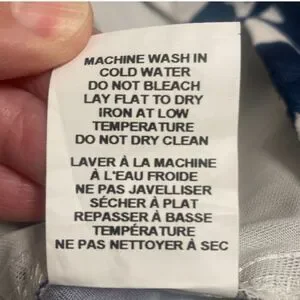 MACHINE WASH IN
COLD WATER
DO NOT BLEACH
LAY FLAT TO DRY
IRON AT LOW
TEMPERATURE
DO NOT DRY CLEAN
LAVER À LA MACHINE
À L'EAU FROIDE
NE PAS JAVELLISER
SÉCHER À PLAT
REPASSER À BASSE
TEMPÉRATURE
NE PAS NETTOYER À SEC